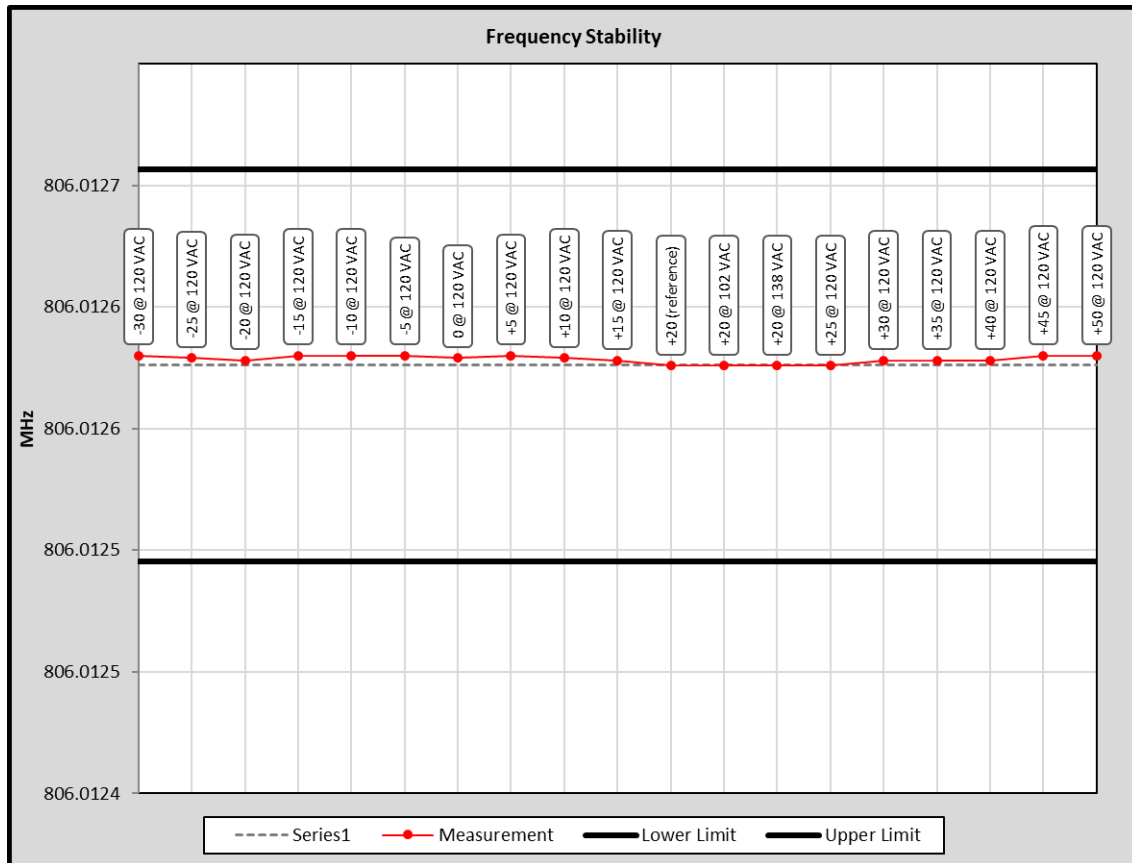 Frequency Stability
806.0127
806.0126
806.0126
806.0125
806.0125
806.0124
MHz
-30 @ 120 VAC
-25 @ 120 VAC
-20 @ 120 VAC
-15 @ 120 VAC
-10 @ 120 VAC
-5 @ 120 VAC
0 @ 120 VAC
+5 @ 120 VAC
+10 @ 120 VAC
+15 @ 120 VAC
+20 (reference)
+20 @ 102 VAC
+20 @ 138 VAC
+25 @ 120 VAC
+30 @ 120 VAC
+35 @ 120 VAC
+40 @ 120 VAC
+45 @ 120 VAC
+50 @ 120 VAC
Series1 Measurement Lower Limit Upper Limit